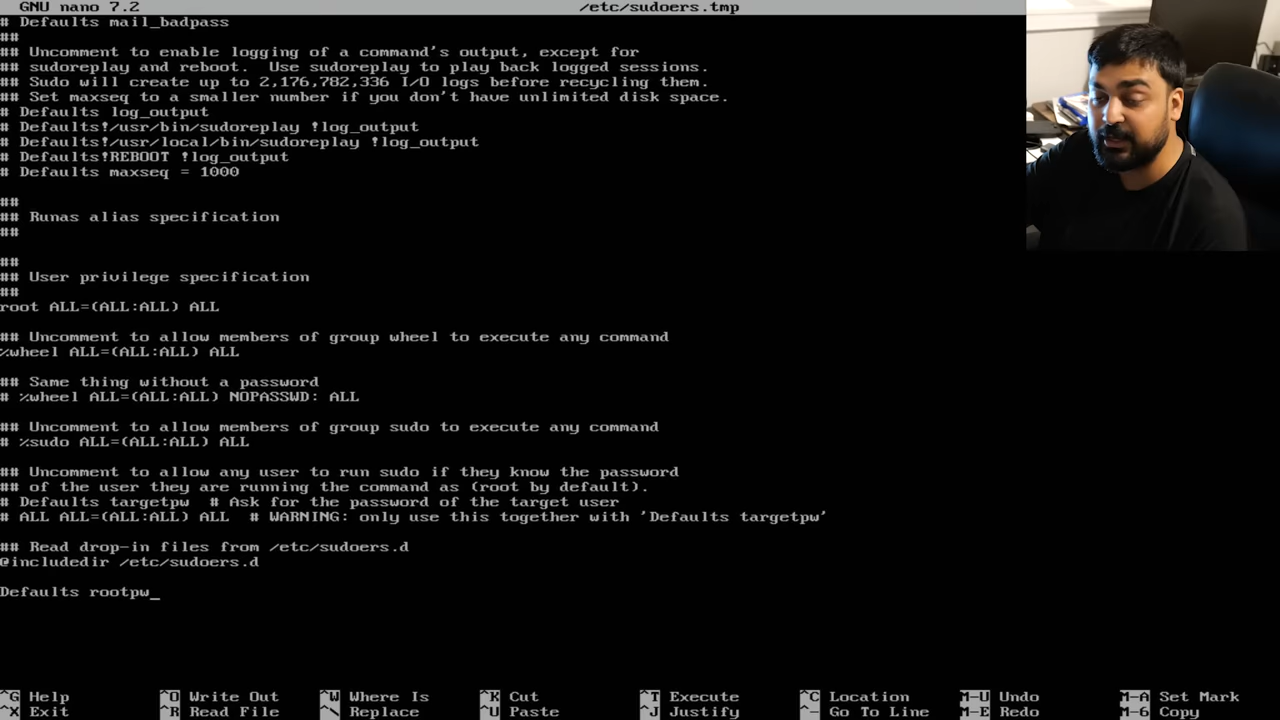 GNU nano 7.2 /etc/sudoers.tmp
# Defaults mail_badpass
##
## Uncomment to enable logging of a command's output, except for
## sudoreplay and reboot.  Use sudoreplay to play back logged sessions.
## Sudo will create up to 2,176,782,336 I/O logs before recycling them.
## Set maxseq to a smaller number if you don't have unlimited disk space.
# Defaults log_output
# Defaults!/usr/bin/sudoreplay !log_output
# Defaults!/usr/local/bin/sudoreplay !log_output
# Defaults!REBOOT !log_output
# Defaults maxseq = 1000
##
## Runas alias specification
##
##
## User privilege specification
##
root ALL=(ALL:ALL) ALL
## Uncomment to allow members of group wheel to execute any command
%wheel ALL=(ALL:ALL) ALL
## Same thing without a password
# %wheel ALL=(ALL:ALL) NOPASSWD: ALL
## Uncomment to allow members of group sudo to execute any command
# %sudo ALL=(ALL:ALL) ALL
## Uncomment to allow any user to run sudo if they know the password
## of the user they are running the command as (root by default).
# Defaults targetpw  # Ask for the password of the target user
# ALL ALL=(ALL:ALL) ALL  # WARNING: only use this together with 'Defaults targetpw'
## Read drop-in files from /etc/sudoers.d
@includedir /etc/sudoers.d
Defaults rootpw_
^G Help ^O Write Out ^W Where Is ^K Cut ^T Execute ^C Location M-U Undo M-A Set Mark
^X Exit ^R Read File ^\ Replace ^U Paste ^J Justify ^- Go To Line M-E Redo M-6 Copy